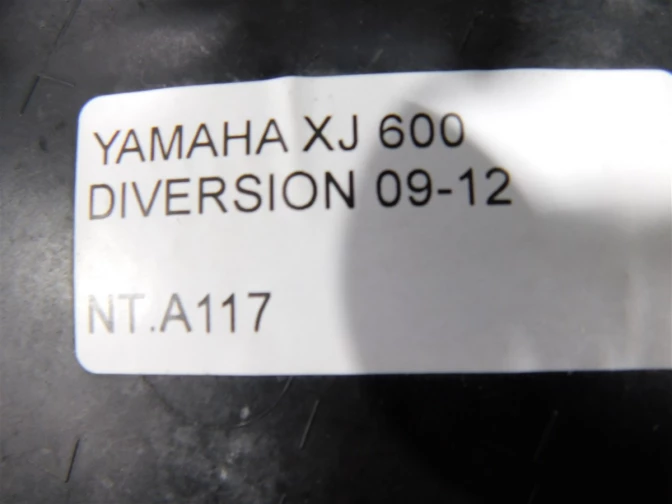 YAMAHA XJ 600
DIVERSION 09-12
NT.A117